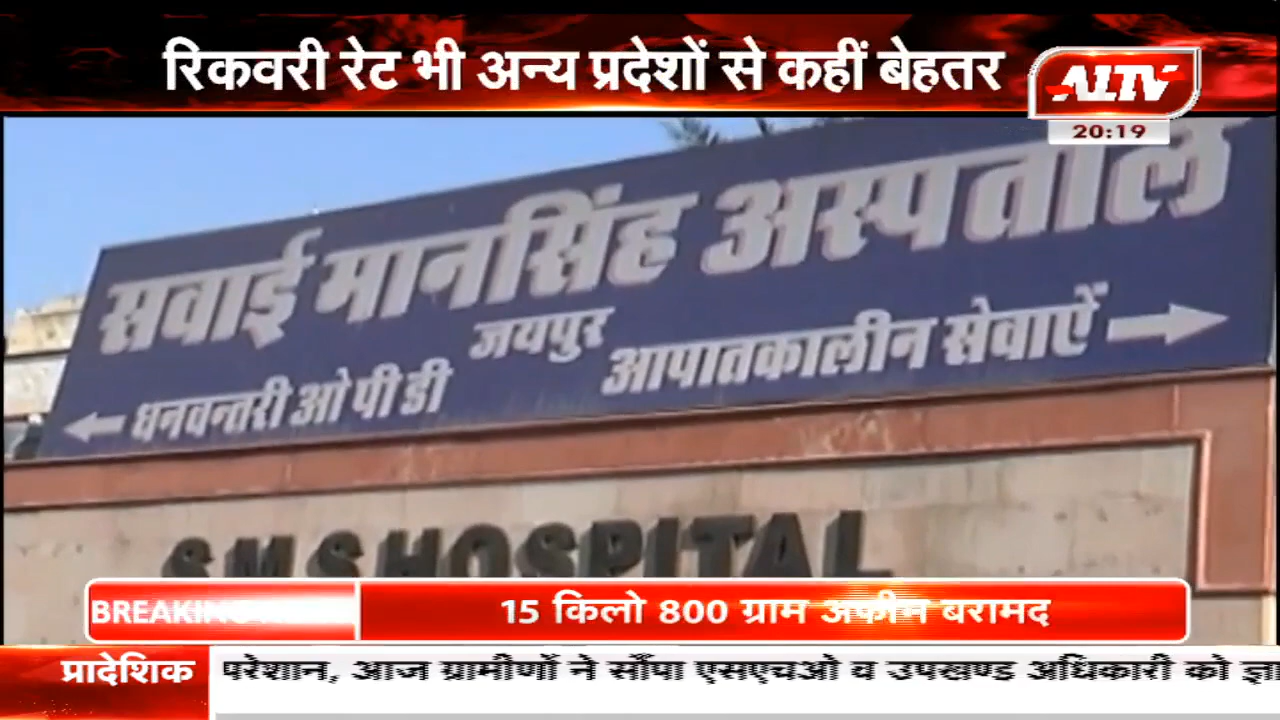 रिकवरी रेट भी अन्य प्रदेशों से कहीं बेहतर
ALTV
20:19
सवाई मानसिंह अस्पताल
जयपुर
धनवन्तरी ओ पी डी
आपातकालीन सेवाऐं
SMS HOSPITAL
BREAKING
15 किलो 800 ग्राम अफीम बरामद
प्रादेशिक
परेशान, आज ग्रामीणों ने सौंपा एसएचओ व उपखण्ड अधिकारी को ज्ञा